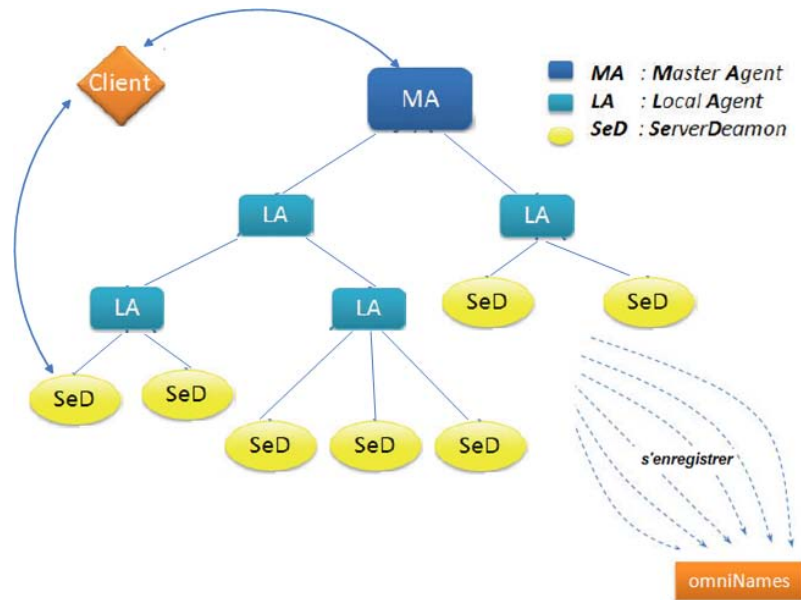 Client
MA
MA : Master Agent
LA : Local Agent
SeD : ServerDeamon
LA
LA
LA
LA
SeD
SeD
SeD
SeD
SeD
SeD
SeD
s'enregistrer
omniNames